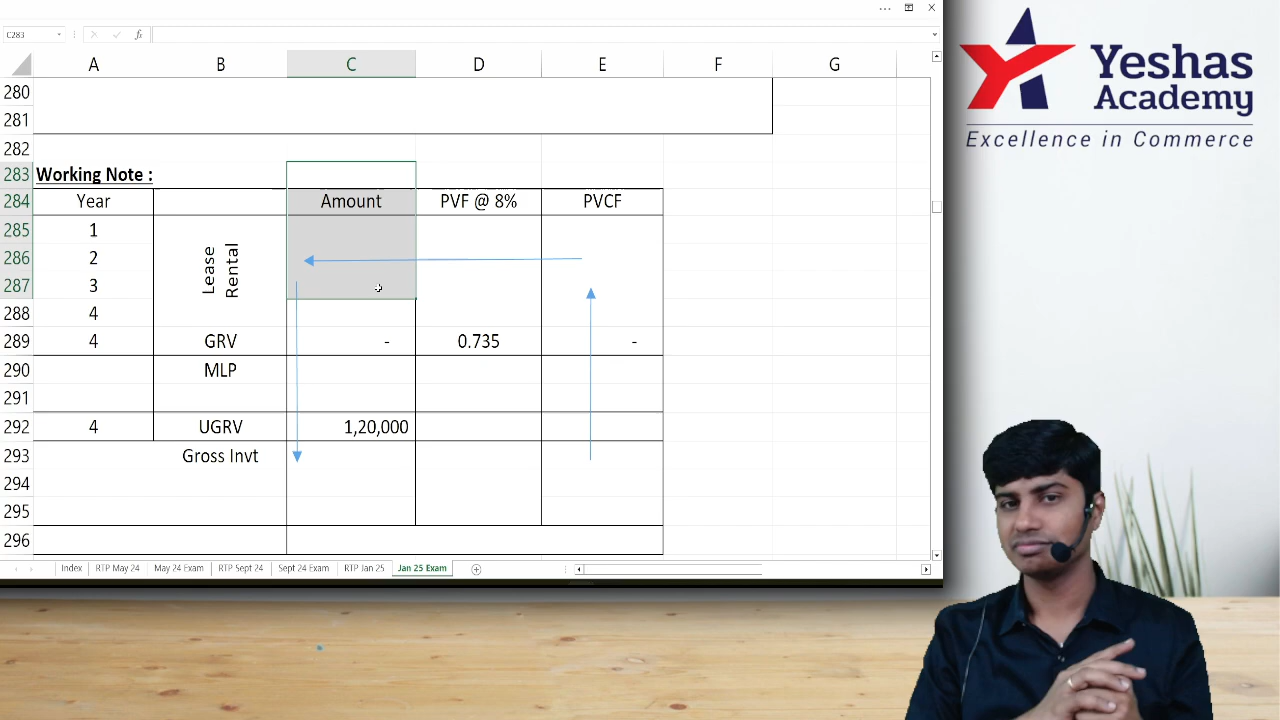 C283
fx
A B C D E F G
280
281
282
283 Working Note :
284 Year Amount PVF @ 8% PVCF
285 1
286 2
Lease Rental
287 3
288 4
289 4 GRV - 0.735 -
290 MLP
291
292 4 UGRV 1,20,000
293 Gross Invt
294
295
296
Index RTP May 24 May 24 Exam RTP Sep 24 Sept 24 Exam RTP Jan 25 Jan 25 Exam
Yeshas
Academy
Excellence in Commerce